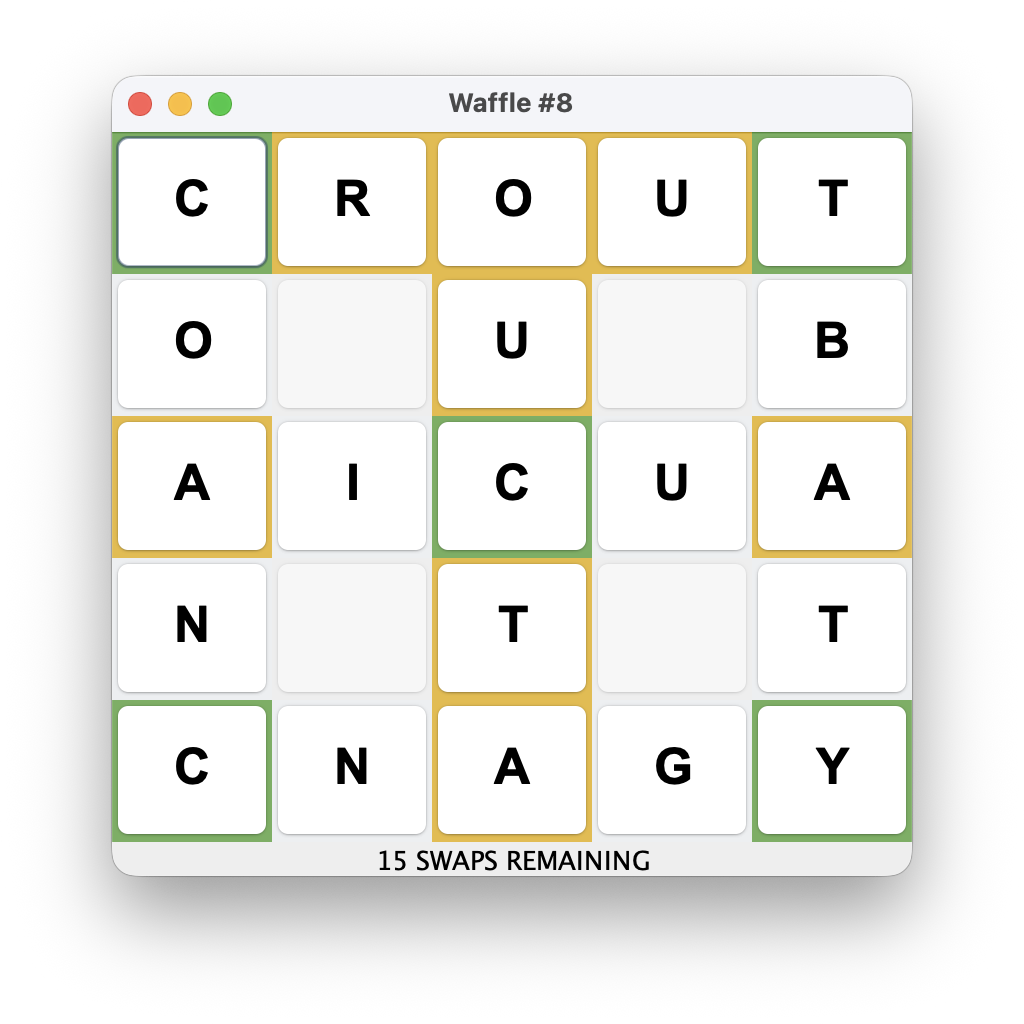 Waffle #8
C R O U T
O U B
A I C U A
N T T
C N A G Y
15 SWAPS REMAINING